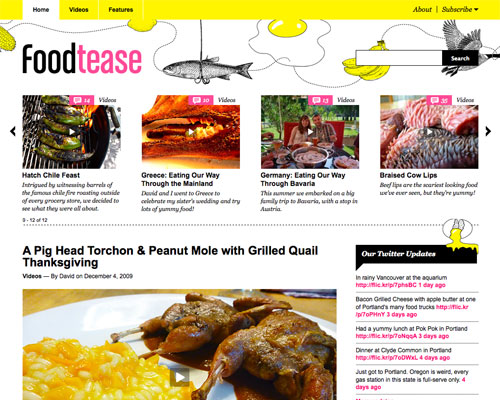 Home Videos Features About | Subscribe
foodtease
Search
14 Videos
10 Videos
33 Videos
35 Videos
Hatch Chile Feast
Intrigued by witnessing barrels of
the famous chile fire roasting outside
of every grocery store, we decided to
see what they were all about.
Greece: Eating Our Way
Through the Mainland
David and I went to Greece to
celebrate my sister's wedding and try
lots of yummy food!
Germany: Eating Our Way
Through Bavaria
This summer we embarked on a big
family trip to Bavaria, with a stop in
Austria.
Braised Cow Lips
Beef lips are the scariest looking food
we've ever seen, but they're yummy!
9 - 12 of 12
A Pig Head Torchon & Peanut Mole with Grilled Quail
Thanksgiving
Videos — By David on December 4, 2009
Our Twitter Updates
In rainy Vancouver at the aquarium
http://flic.kr/p/7phsBC 1 day ago
Bacon Grilled Cheese with apple butter at one
of Portland's many food trucks http://flic.kr
/p/7oPHnY 3 days ago
Had a yummy lunch at Pok Pok in Portland
http://flic.kr/p/7oNqqA 3 days ago
Dinner at Clyde Common in Portland
http://flic.kr/p/7oDWxL 4 days ago
Just got to Portland. Oregon is weird, every
gas station in this state is full-serve only. 4
days ago